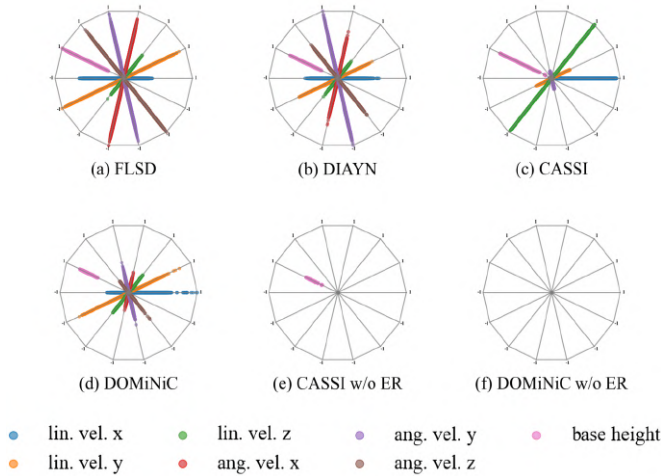 (a) FLSD
(b) DIAYN
(c) CASSI
(d) DOMiNiC
(e) CASSI w/o ER
(f) DOMiNiC w/o ER
lin. vel. x
lin. vel. z
ang. vel. y
base height
lin. vel. y
ang. vel. x
ang. vel. z